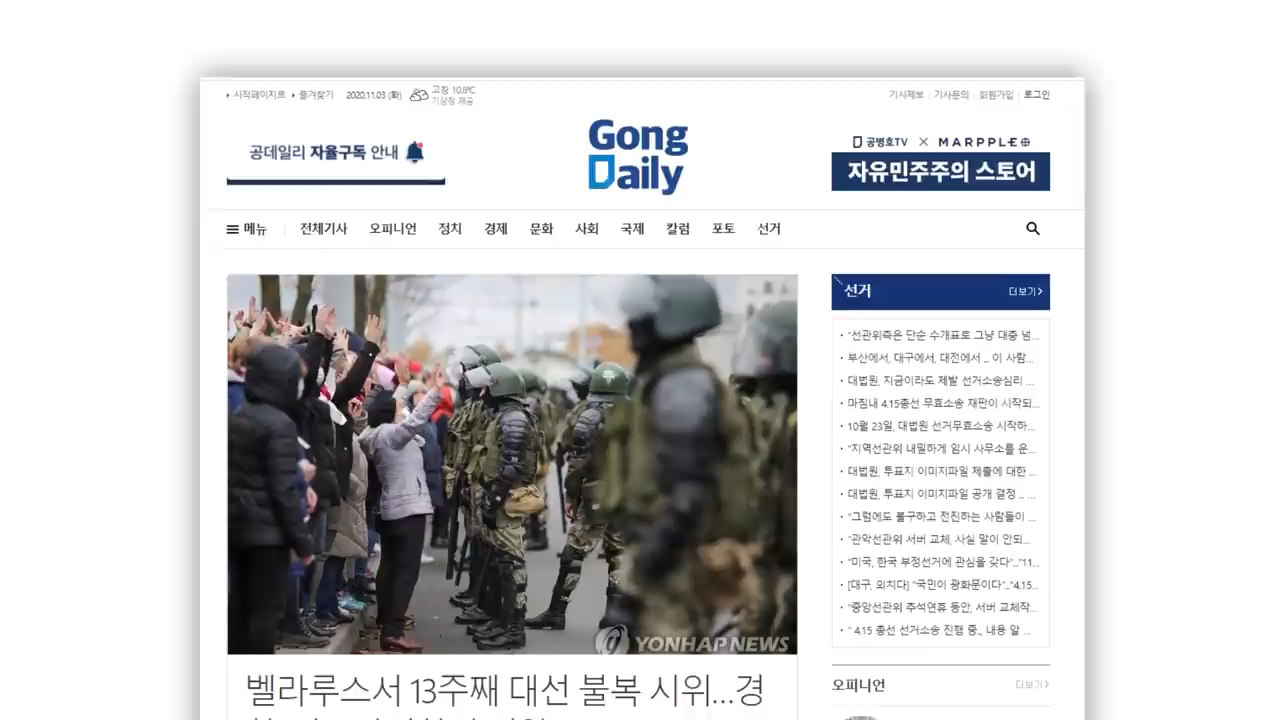 시작페이지로 즐겨찾기 2020.11.03 (화) 고창 10.8℃
기상청 제공
기사제보 기사문의 회원가입 로그인
공데일리 자율구독 안내
Gong
Daily
공병호TV × MARPPLE
자유민주주의 스토어
메뉴 전체기사 오피니언 정치 경제 문화 사회 국제 칼럼 포토 선거
선거 더보기
· "선관위측은 단순 수개표로 그냥 대충 넘...
· 부산에서, 대구에서, 대전에서 ... 이 사람...
· 대법원, 지금이라도 제발 선거소송심리 ...
· 마침내 4.15총선 무효소송 재판이 시작되...
· 10월 23일, 대법원 선거무효소송 시작하...
· "지역선관위 내밀하게 임시 사무소를 운...
· 대법원, 투표지 이미지파일 제출에 대한 ...
· 대법원, 투표지 이미지파일 공개 결정 ... ...
· "그럼에도 불구하고 전진하는 사람들이 ...
· "관악선관위 서버 교체, 사실 말이 안되...
· "미국, 한국 부정선거에 관심을 갖다"..."11...
· [대구, 외치다] "국민이 광화문이다"..."4.15...
· "중앙선관위 추석연휴 동안, 서버 교체작...
· " 4.15 총선 선거소송 진행 중., 내용 알 ...
YONHAP NEWS
벨라루스서 13주째 대선 불복 시위...경
오피니언 더보기